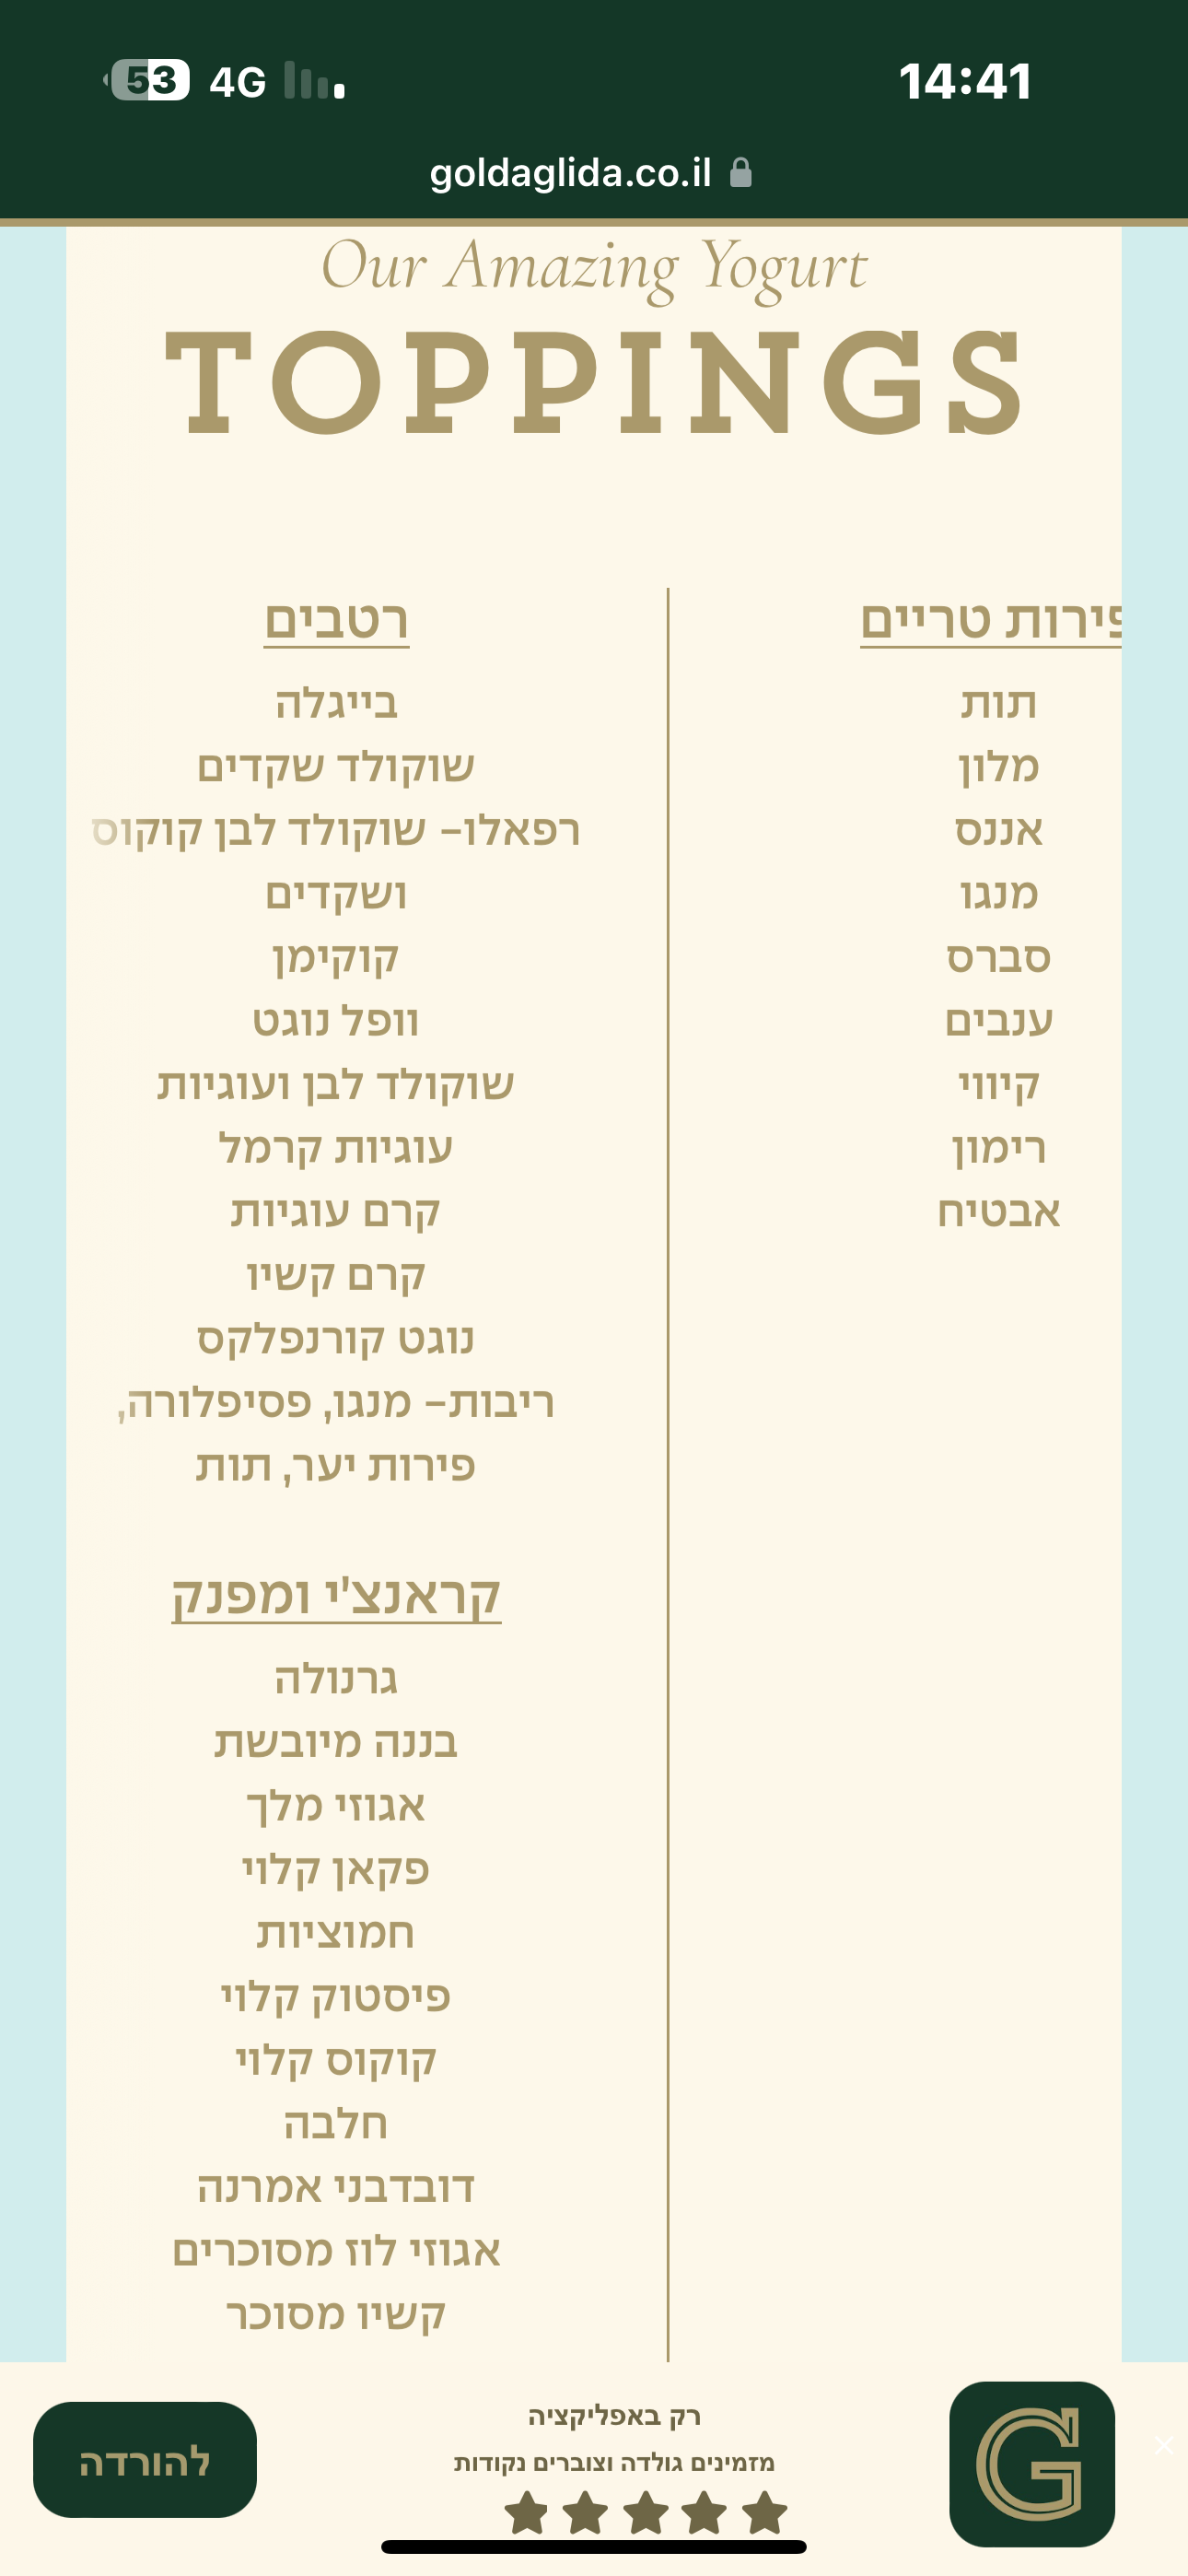 14:41
4G 53
goldaglida.co.il
Our Amazing Yogurt
TOPPINGS
פירות טריים
תות
מלון
אננס
מנגו
סברס
ענבים
קיווי
רימון
אבטיח
רטבים
בייגלה
שוקולד שקדים
רפאלו– שוקולד לבן קוקוס
ושקדים
קוקימן
וופל נוגט
שוקולד לבן ועוגיות
עוגיות קרמל
קרם עוגיות
קרם קשיו
נוגט קורנפלקס
ריבות– מנגו, פסיפלורה,
פירות יער, תות
קראנצ'י ומפנק
גרנולה
בננה מיובשת
אגוזי מלך
פקאן קלוי
חמוציות
פיסטוק קלוי
קוקוס קלוי
חלבה
דובדבני אמרנה
אגוזי לוז מסוכרים
קשיו מסוכר
G
רק באפליקציה
מזמינים גולדה וצוברים נקודות
להורדה